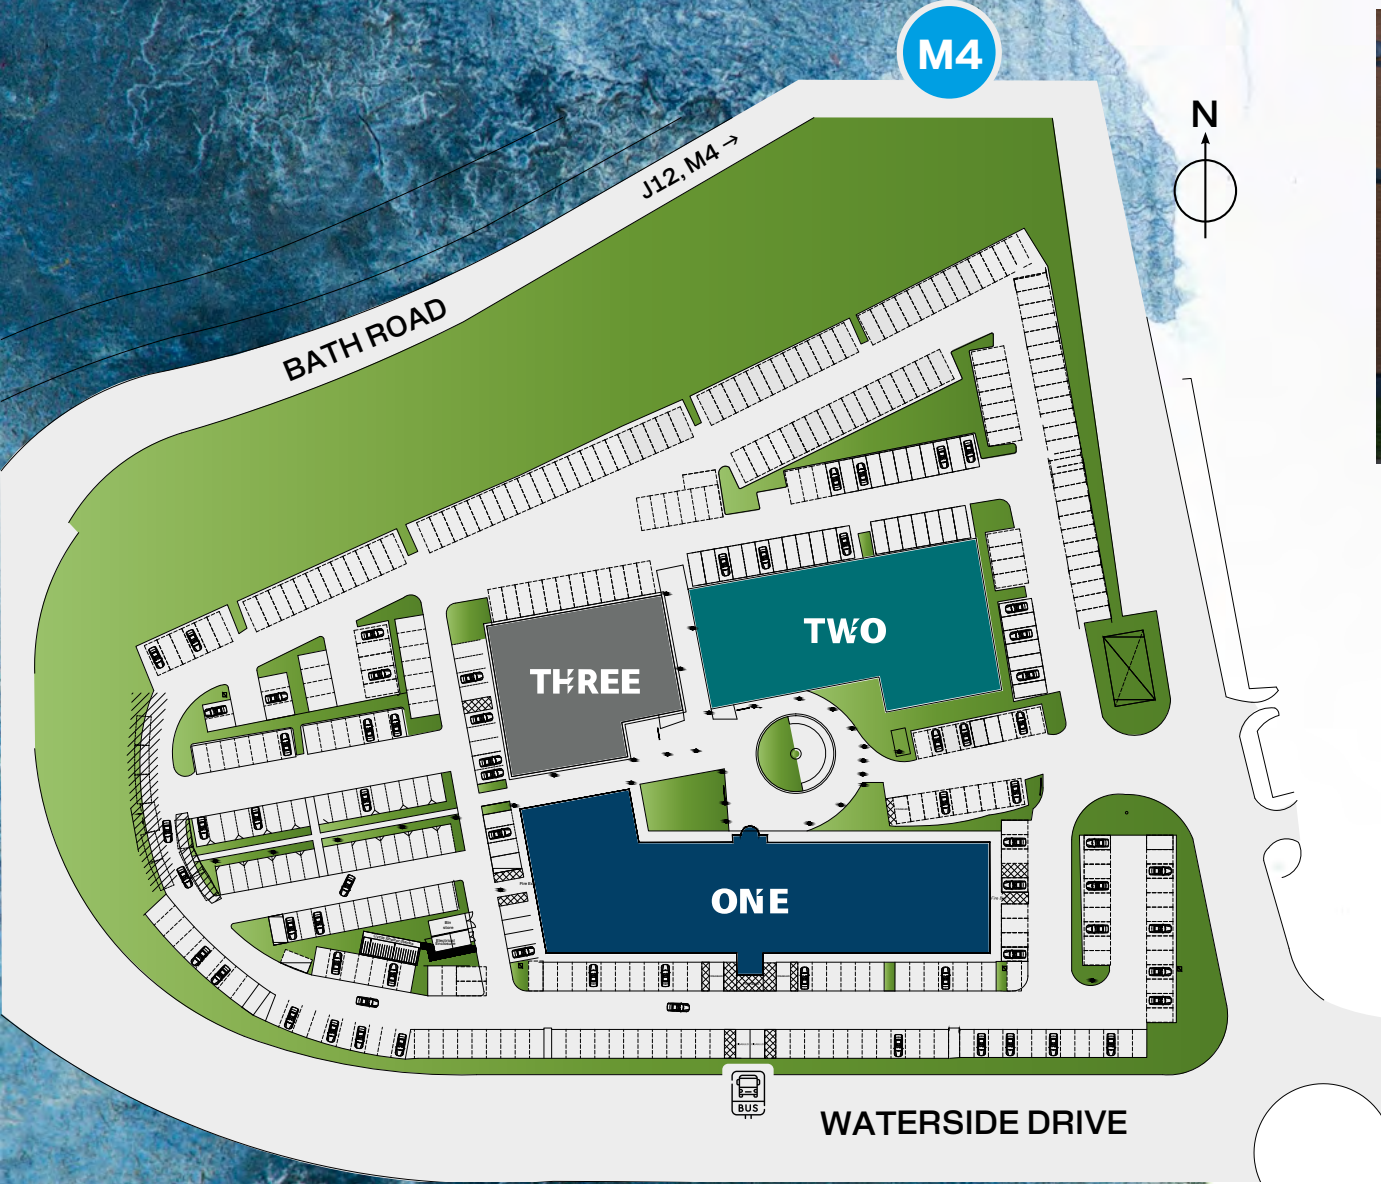 M4
N
J12, M4 →
BATH ROAD
TWO
THREE
ONE
BUS
WATERSIDE DRIVE